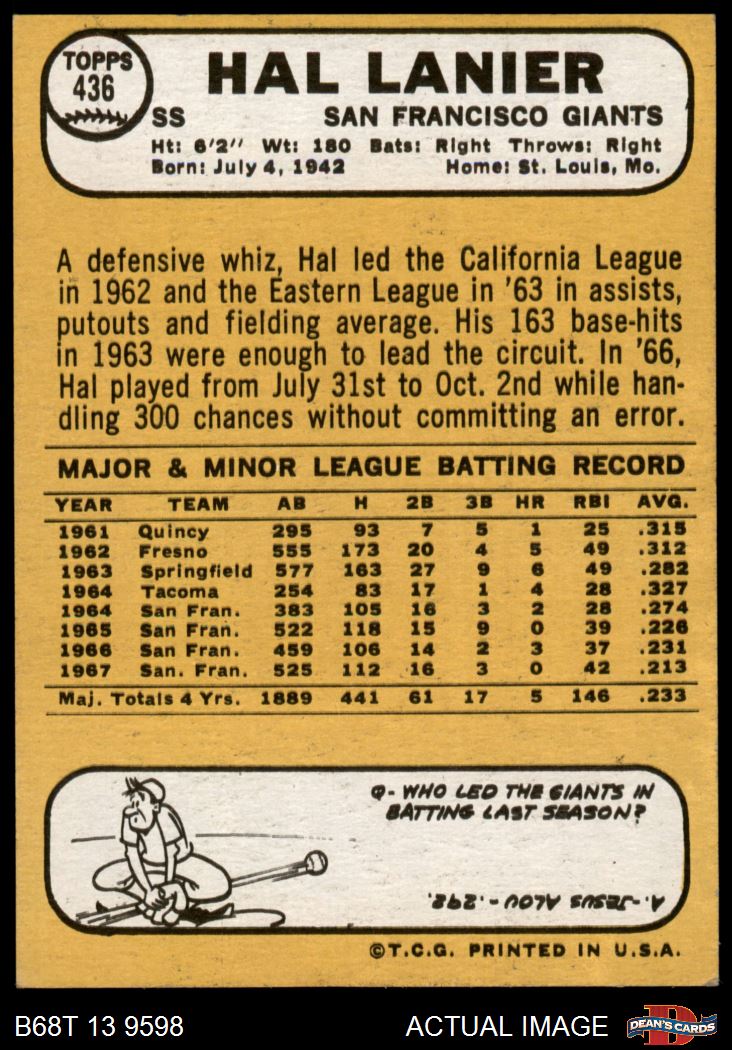 TOPPS
436
HAL LANIER
SS SAN FRANCISCO GIANTS
Ht: 6'2" Wt: 180 Bats: Right Throws: Right
Born: July 4, 1942 Home: St. Louis, Mo.
A defensive whiz, Hal led the California League
in 1962 and the Eastern League in '63 in assists,
putouts and fielding average. His 163 base-hits
in 1963 were enough to lead the circuit. In '66,
Hal played from July 31st to Oct. 2nd while han-
dling 300 chances without committing an error.
MAJOR & MINOR LEAGUE BATTING RECORD
YEAR TEAM AB H 2B 3B HR RBI AVG.
1961 Quincy 295 93 7 5 1 25 .315
1962 Fresno 555 173 20 4 5 49 .312
1963 Springfield 577 163 27 9 6 49 .282
1964 Tacoma 254 83 17 1 4 28 .327
1964 San Fran. 383 105 16 3 2 28 .274
1965 San Fran. 522 118 15 9 0 39 .226
1966 San Fran. 459 106 14 2 3 37 .231
1967 San. Fran. 525 112 16 3 0 42 .213
Maj. Totals 4 Yrs. 1889 441 61 17 5 146 .233
Q- WHO LED THE GIANTS IN
BATTING LAST SEASON?
A.- JESUS ALOU - .292.
©T.C.G. PRINTED IN U.S.A.
B68T 13 9598 ACTUAL IMAGE D DEAN'S CARDS